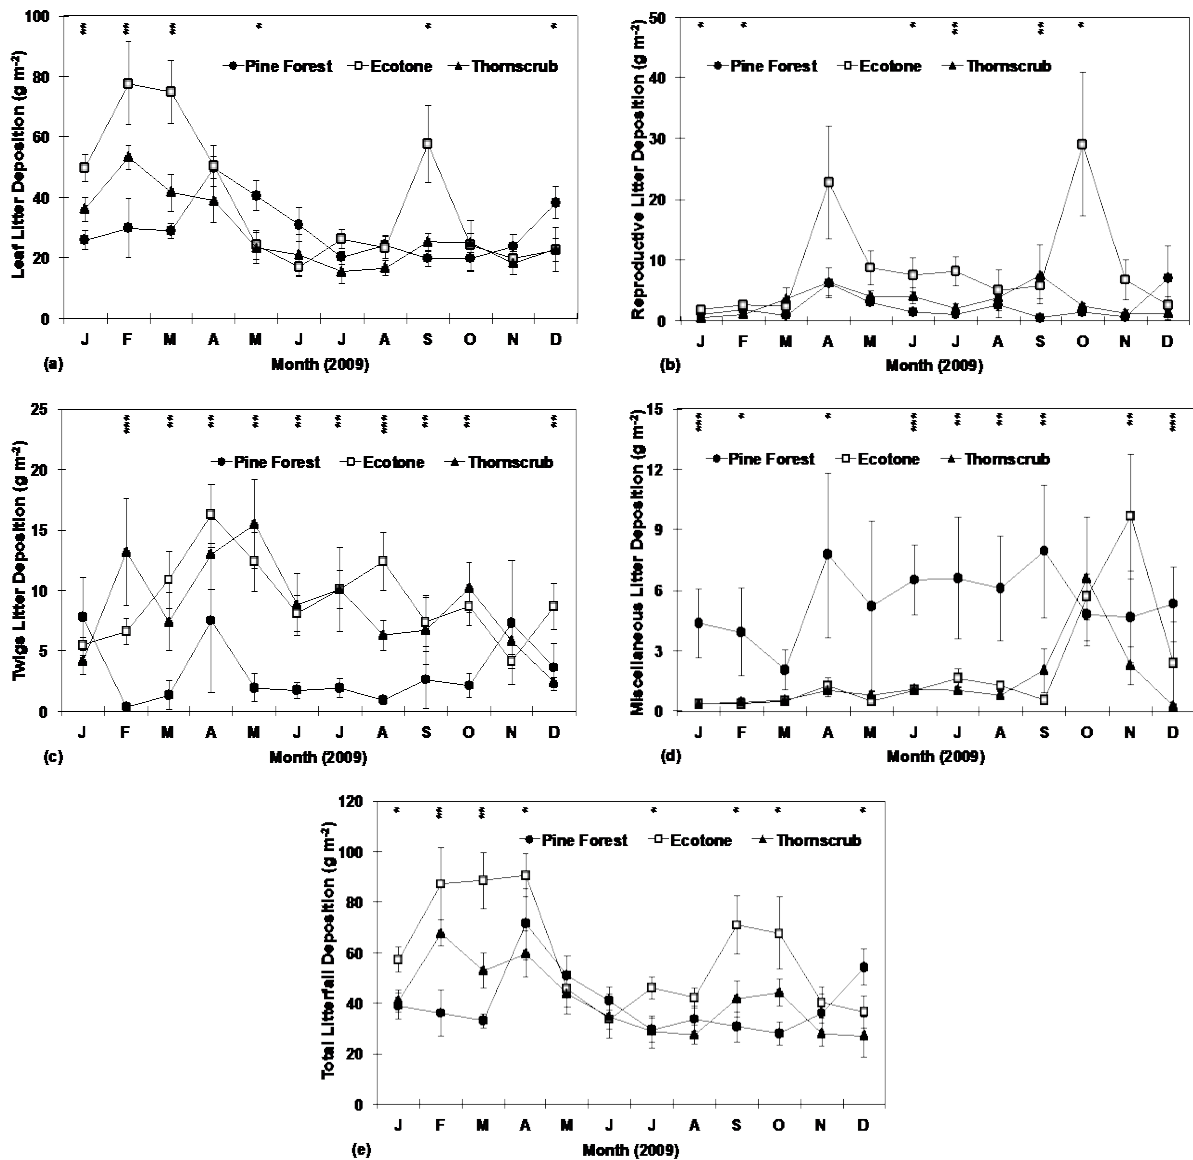 100
80
60
40
20
0
Leaf Litter Deposition (g m-2)
** ** ** * * *
Pine Forest Ecotone Thornscrub
J F M A M J J A S O N D
(a)
Month (2009)
50
40
30
20
10
0
Reproductive Litter Deposition (g m-2)
* * * ** ** *
Pine Forest Ecotone Thornscrub
J F M A M J J A S O N D
(b)
Month (2009)
25
20
15
10
5
0
Twigs Litter Deposition (g m-2)
*** ** ** ** ** ** *** ** ** **
Pine Forest Ecotone Thornscrub
J F M A M J J A S O N D
(c)
Month (2009)
15
12
9
6
3
0
Miscellaneous Litter Deposition (g m-2)
*** * * *** ** ** ** ** ***
Pine Forest Ecotone Thornscrub
J F M A M J J A S O N D
(d)
Month (2009)
120
100
80
60
40
20
0
Total Litterfall Deposition (g m-2)
* ** ** * * * * *
Pine Forest Ecotone Thornscrub
J F M A M J J A S O N D
(e)
Month (2009)